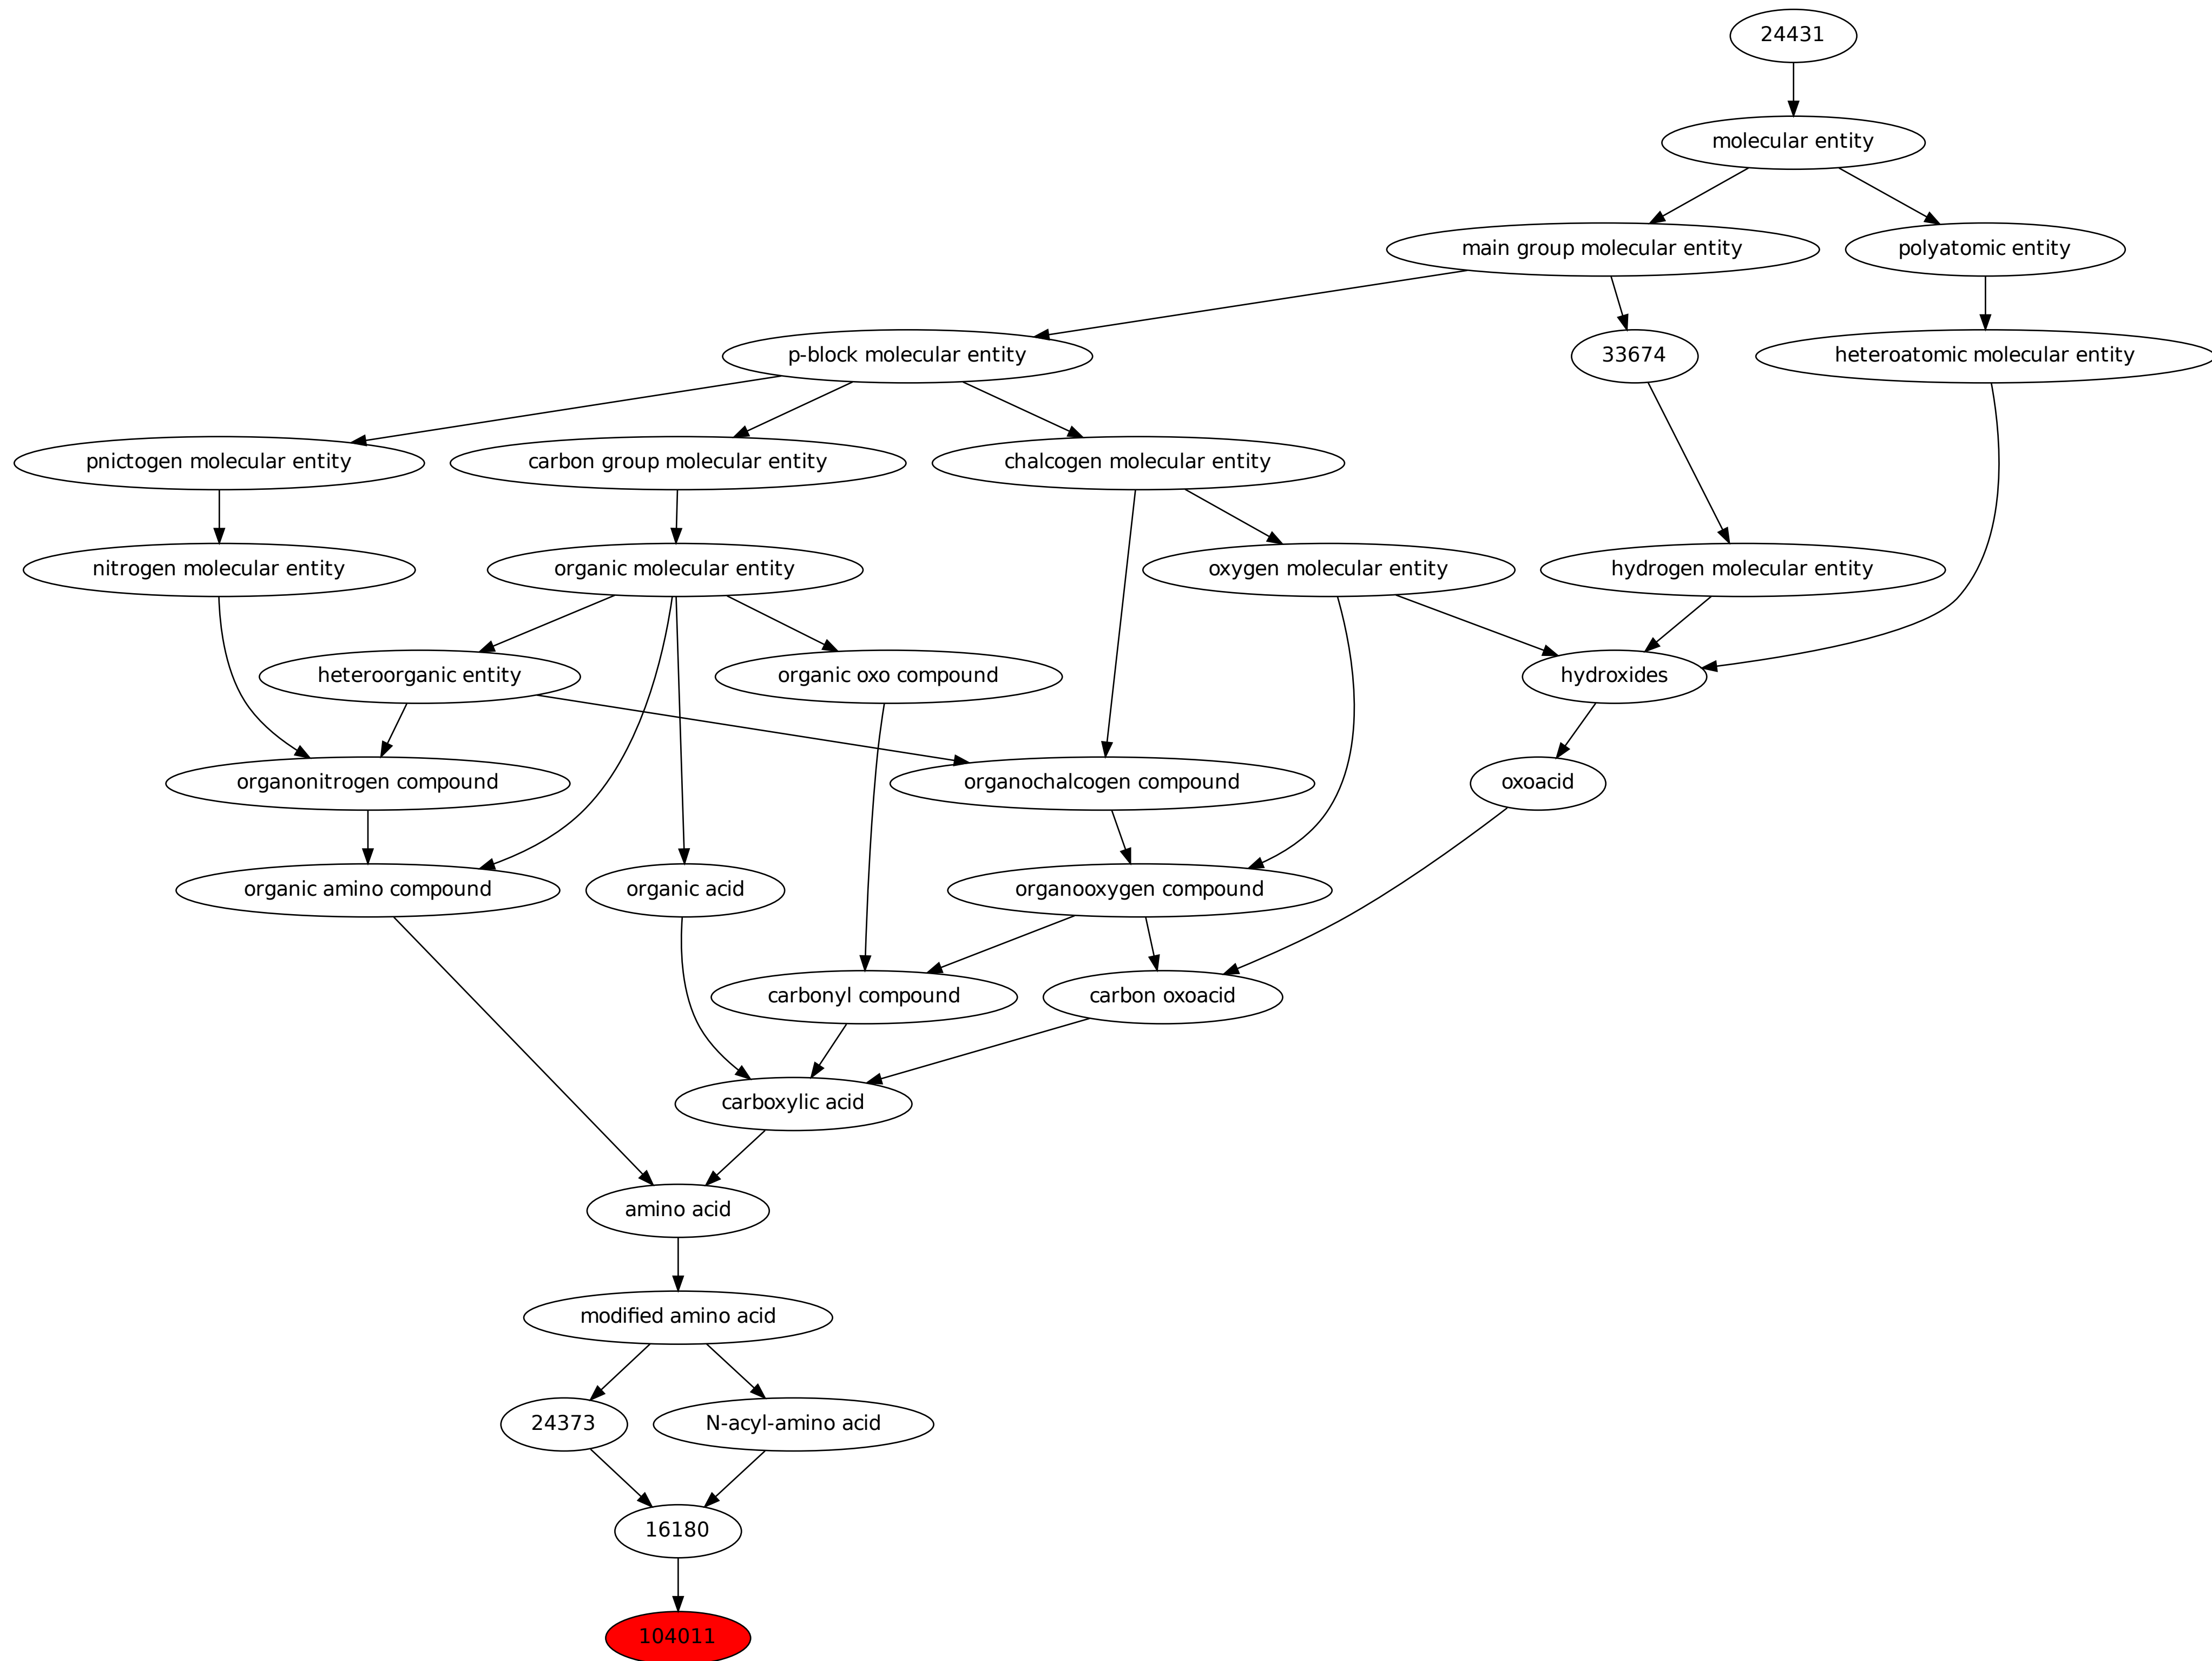 24431
molecular entity
main group molecular entity
polyatomic entity
p-block molecular entity
33674
heteroatomic molecular entity
pnictogen molecular entity
carbon group molecular entity
chalcogen molecular entity
nitrogen molecular entity
organic molecular entity
oxygen molecular entity
hydrogen molecular entity
heteroorganic entity
organic oxo compound
hydroxides
organonitrogen compound
organochalcogen compound
oxoacid
organic amino compound
organic acid
organooxygen compound
carbonyl compound
carbon oxoacid
carboxylic acid
amino acid
modified amino acid
24373
N-acyl-amino acid
16180
104011